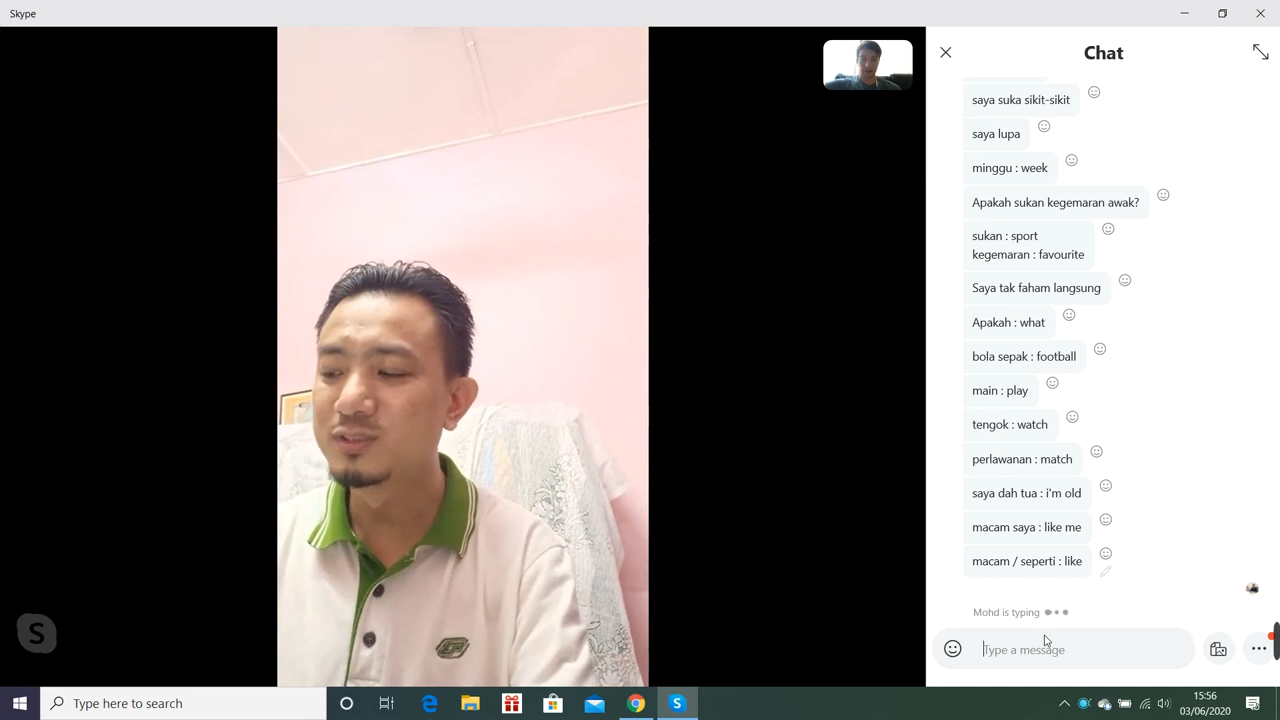 Skype
Chat
saya suka sikit-sikit
saya lupa
minggu : week
Apakah sukan kegemaran awak?
sukan : sport
kegemaran : favourite
Saya tak faham langsung
Apakah : what
bola sepak : football
main : play
tengok : watch
perlawanan : match
saya dah tua : i'm old
macam saya : like me
macam / seperti : like
Mohd is typing
Type a message
S
Type here to search
15:56
03/06/2020